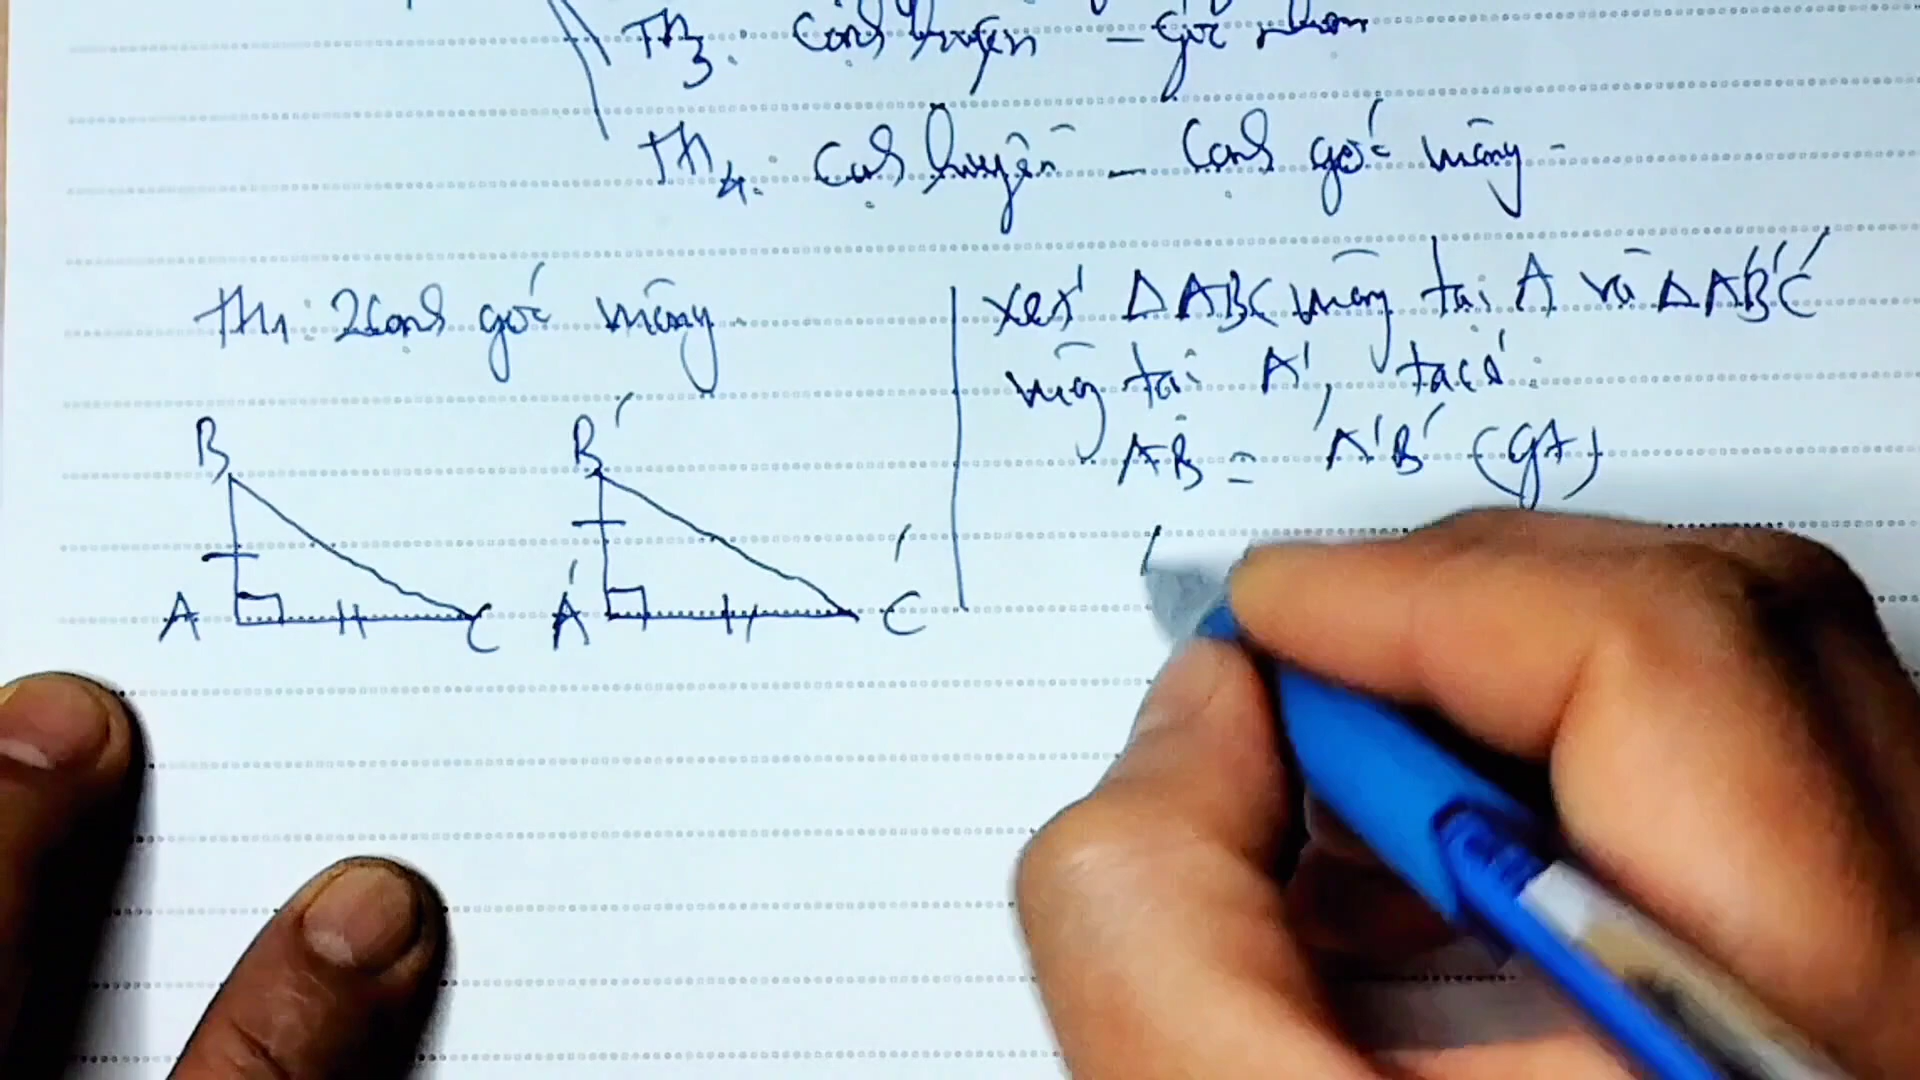 TH3: Cạnh huyền – góc nhọn
TH4: Cạnh huyền – Cạnh góc vuông.
TH1: 2 Cạnh góc vuông.
B
A
C
B'
A'
C'
Xét ΔABC vuông tại A và ΔA'B'C'
vuông tại A', ta có:
AB = A'B' (GT)